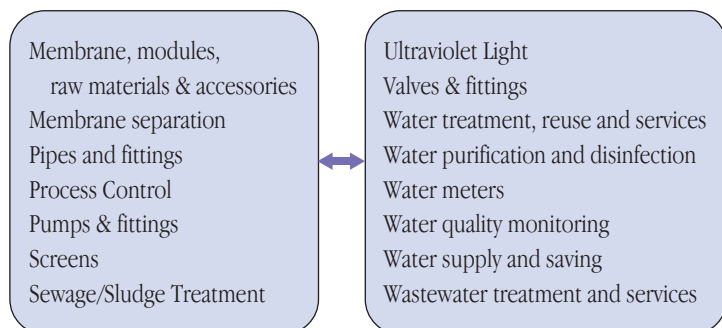 Membrane, modules,
raw materials & accessories
Membrane separation
Pipes and fittings
Process Control
Pumps & fittings
Screens
Sewage/Sludge Treatment
Ultraviolet Light
Valves & fittings
Water treatment, reuse and services
Water purification and disinfection
Water meters
Water quality monitoring
Water supply and saving
Wastewater treatment and services